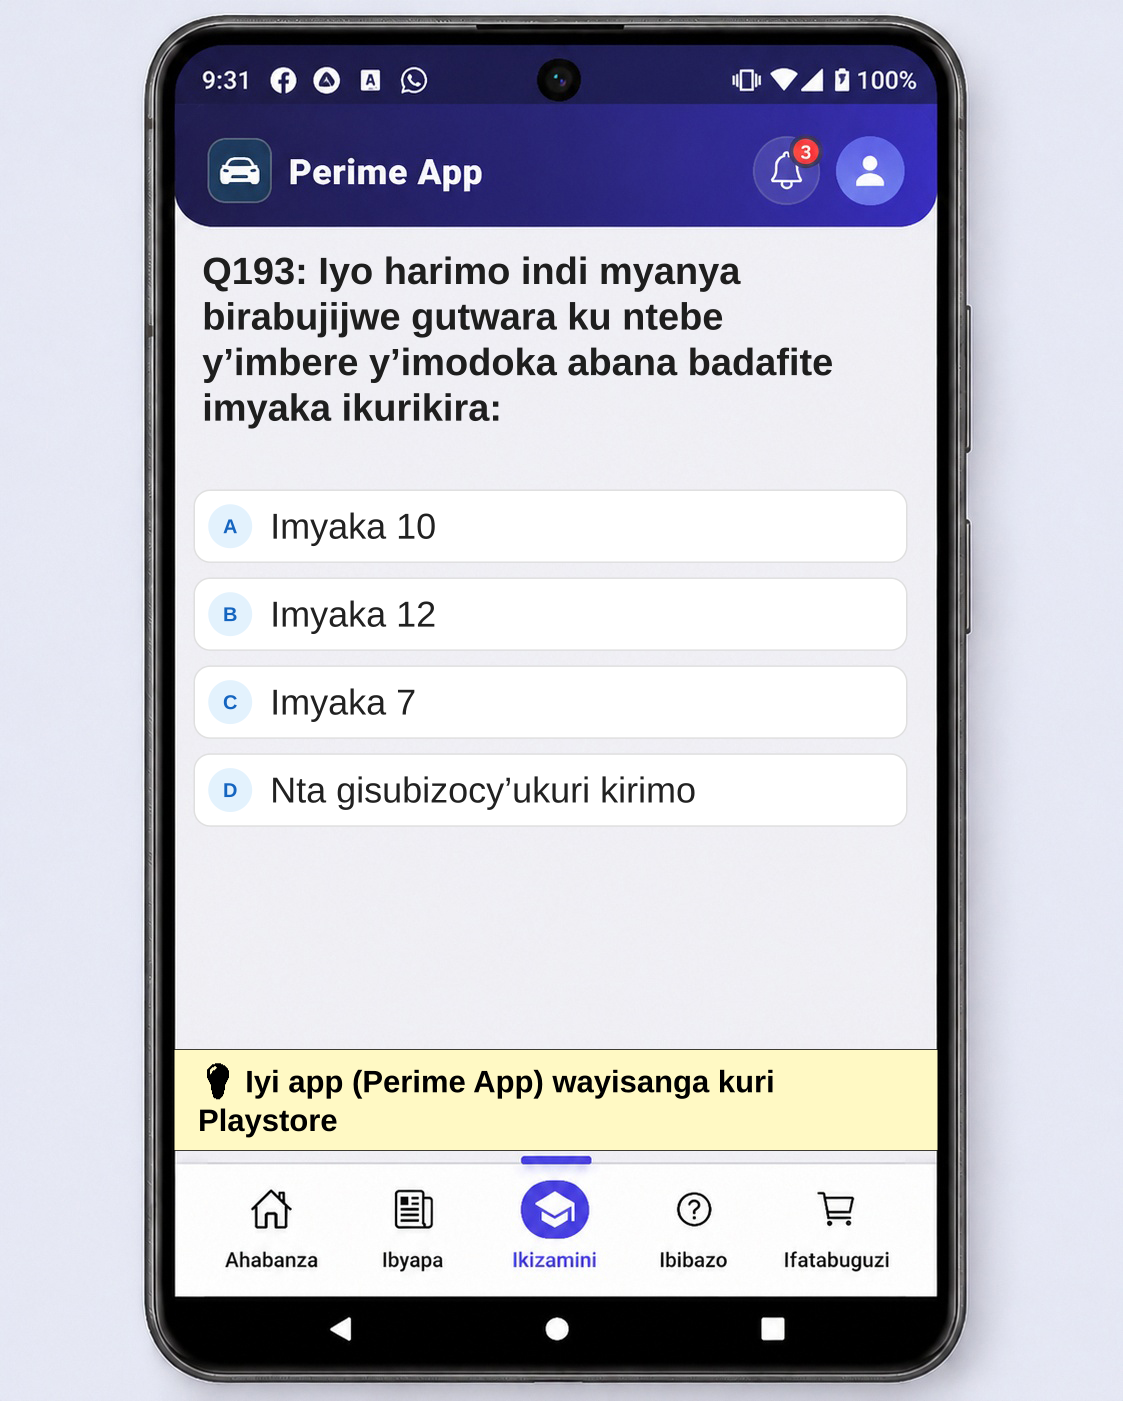 9:31
100%
Perime App
3
Q193: Iyo harimo indi myanya
birabujijwe gutwara ku ntebe
y’imbere y’imodoka abana badafite
imyaka ikurikira:
A Imyaka 10
B Imyaka 12
C Imyaka 7
D Nta gisubizocy’ukuri kirimo
Iyi app (Perime App) wayisanga kuri
Playstore
Ahabanza Ibyapa Ikizamini Ibibazo Ifatabuguzi